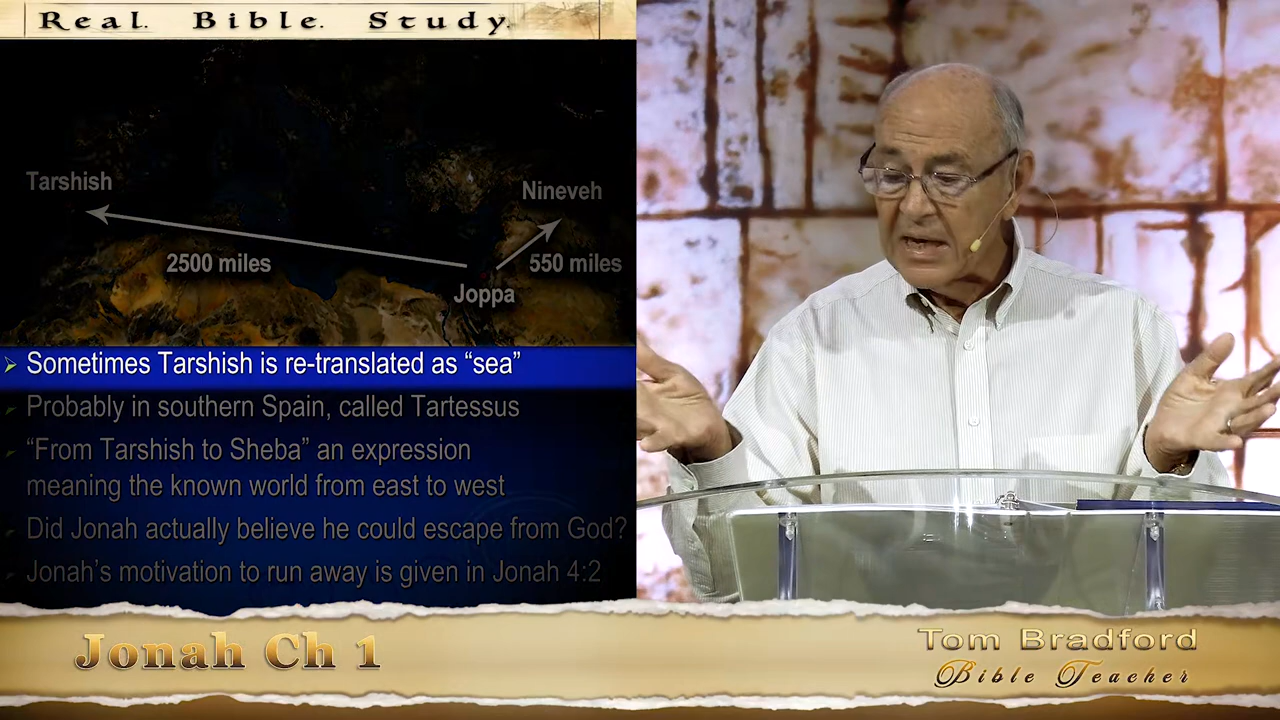 Real. Bible. Study.
Tarshish
Nineveh
2500 miles
550 miles
Joppa
Sometimes Tarshish is re-translated as “sea”
Probably in southern Spain, called Tartessus
“From Tarshish to Sheba” an expression
meaning the known world from east to west
Did Jonah actually believe he could escape from God?
Jonah’s motivation to run away is given in Jonah 4:2
Jonah Ch 1
Tom Bradford
Bible Teacher